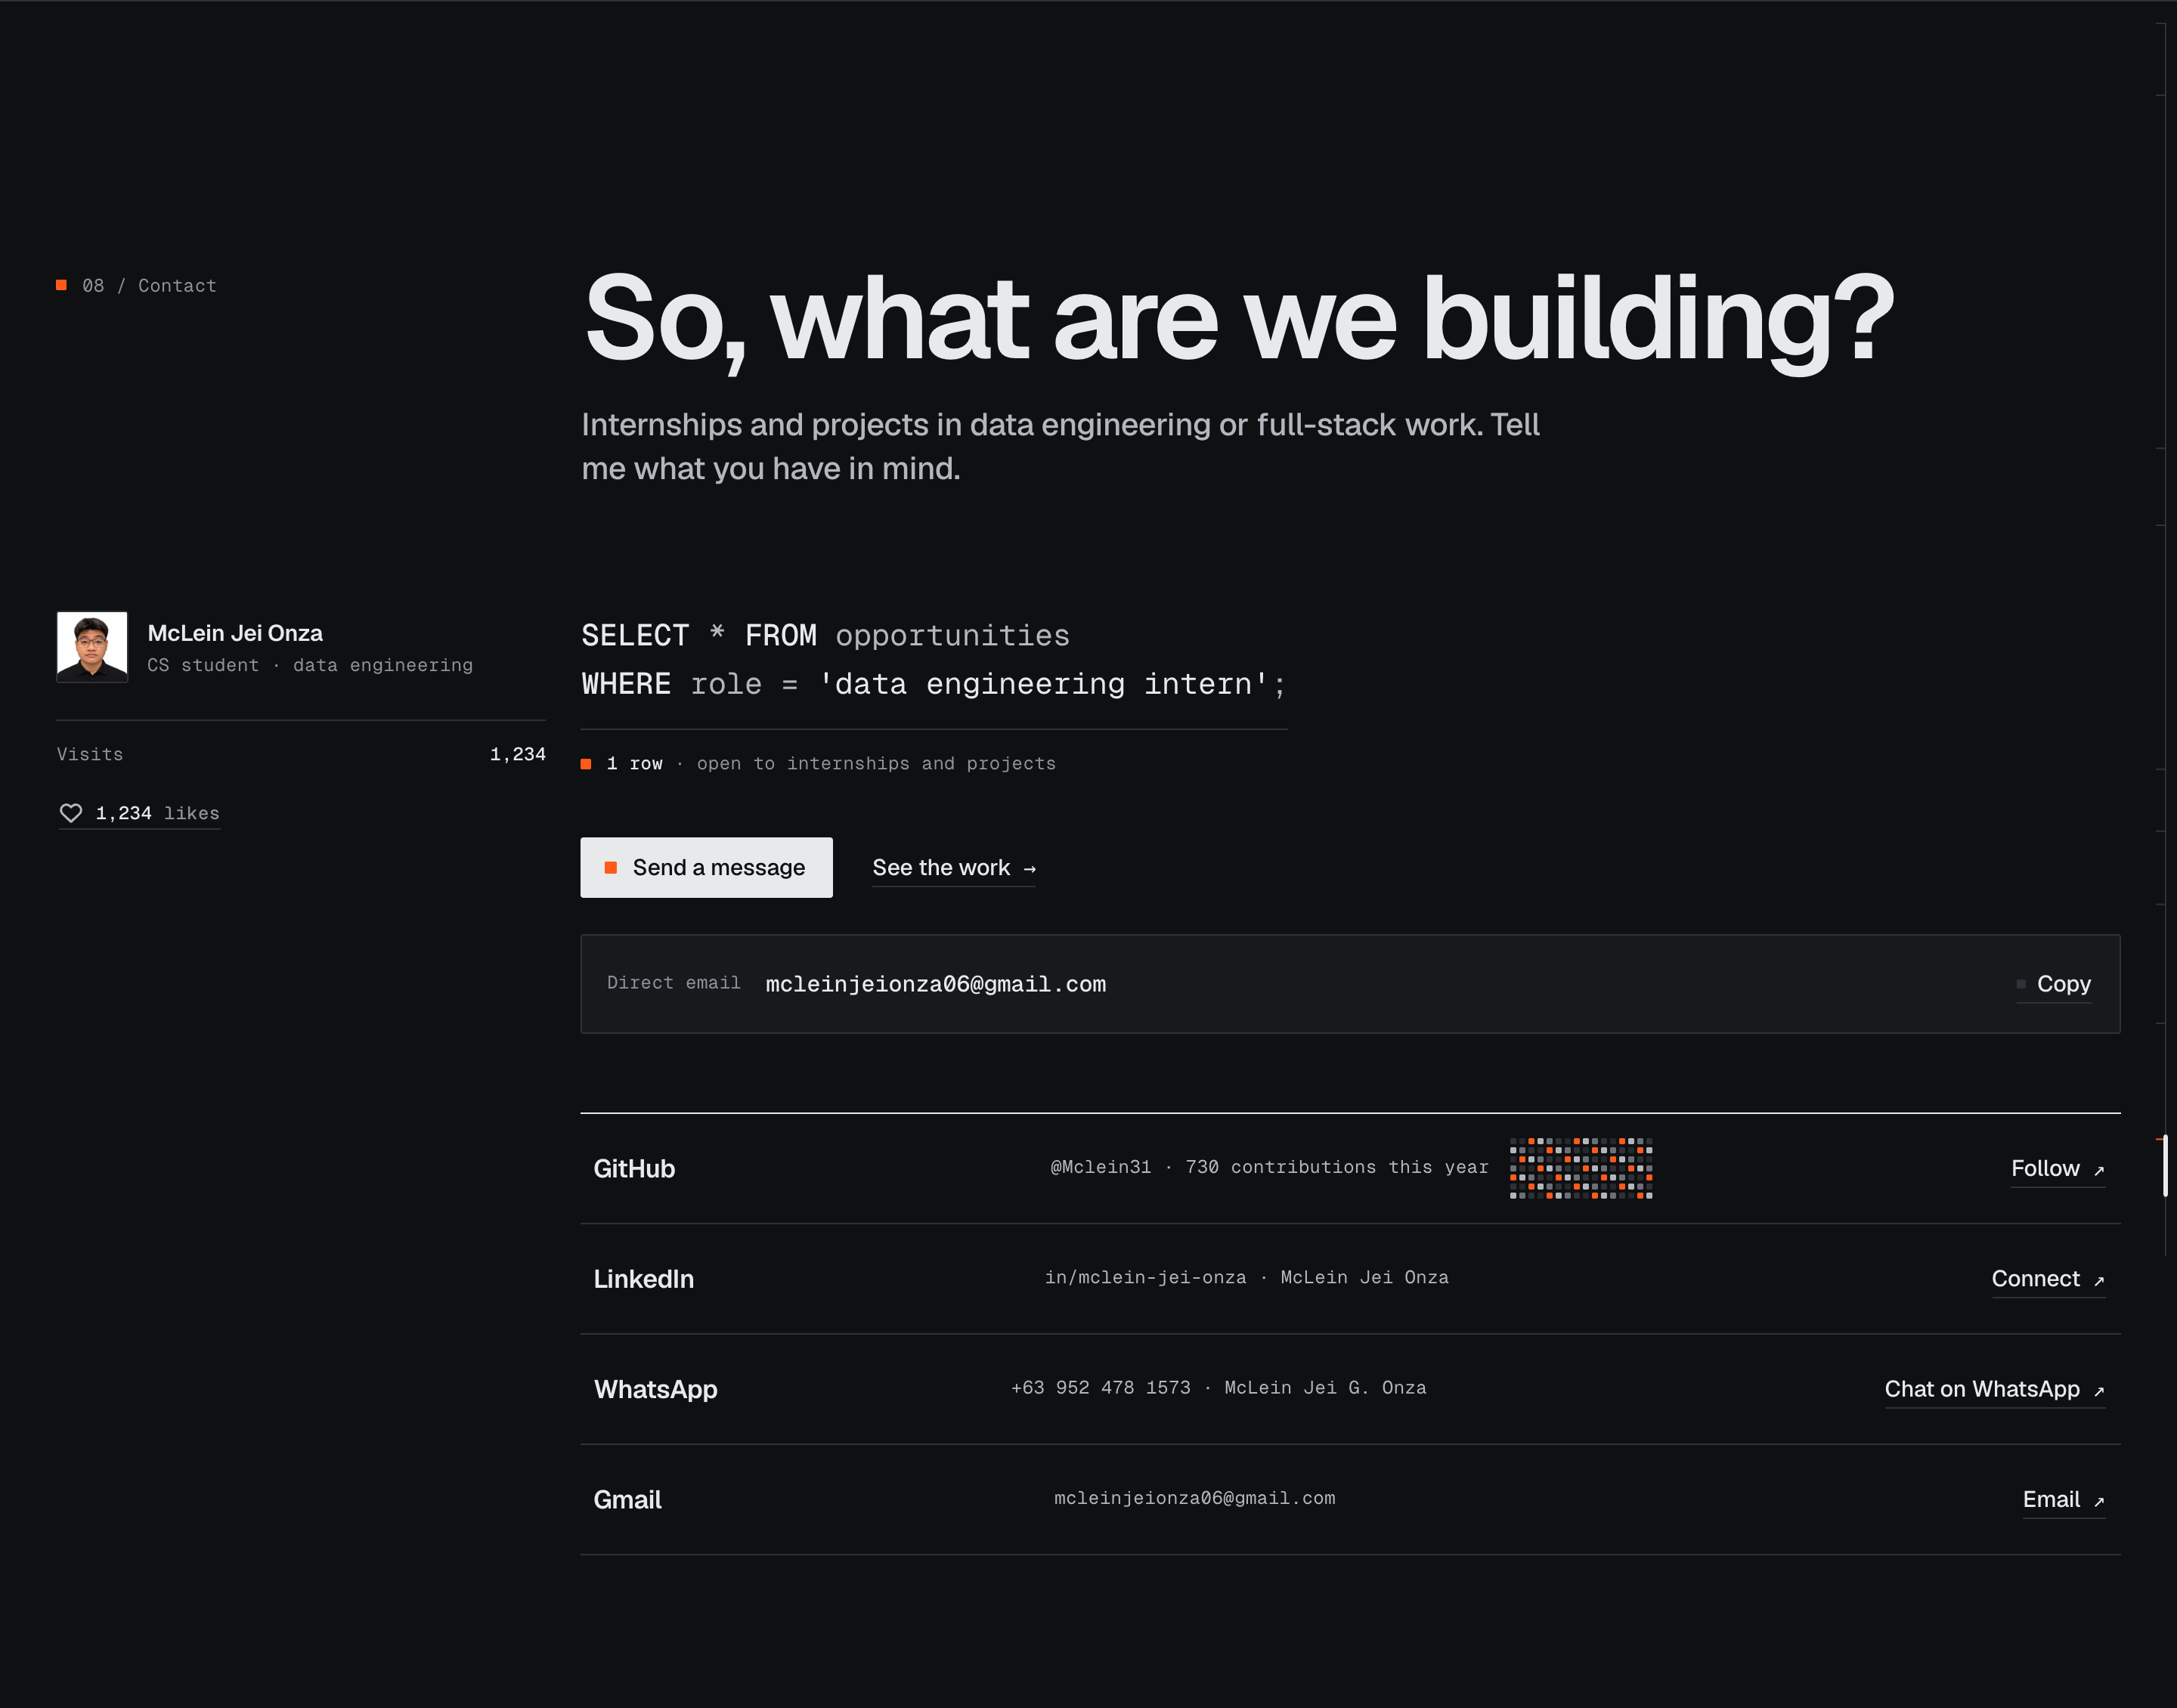 08 / Contact
So, what are we building?
Internships and projects in data engineering or full-stack work. Tell
me what you have in mind.
McLein Jei Onza
CS student · data engineering
Visits 1,234
1,234 likes
SELECT * FROM opportunities
WHERE role = 'data engineering intern';
1 row · open to internships and projects
Send a message See the work →
Direct email mcleinjeionza06@gmail.com Copy
GitHub @Mclein31 · 730 contributions this year Follow ↗
LinkedIn in/mclein-jei-onza · McLein Jei Onza Connect ↗
WhatsApp +63 952 478 1573 · McLein Jei G. Onza Chat on WhatsApp ↗
Gmail mcleinjeionza06@gmail.com Email ↗